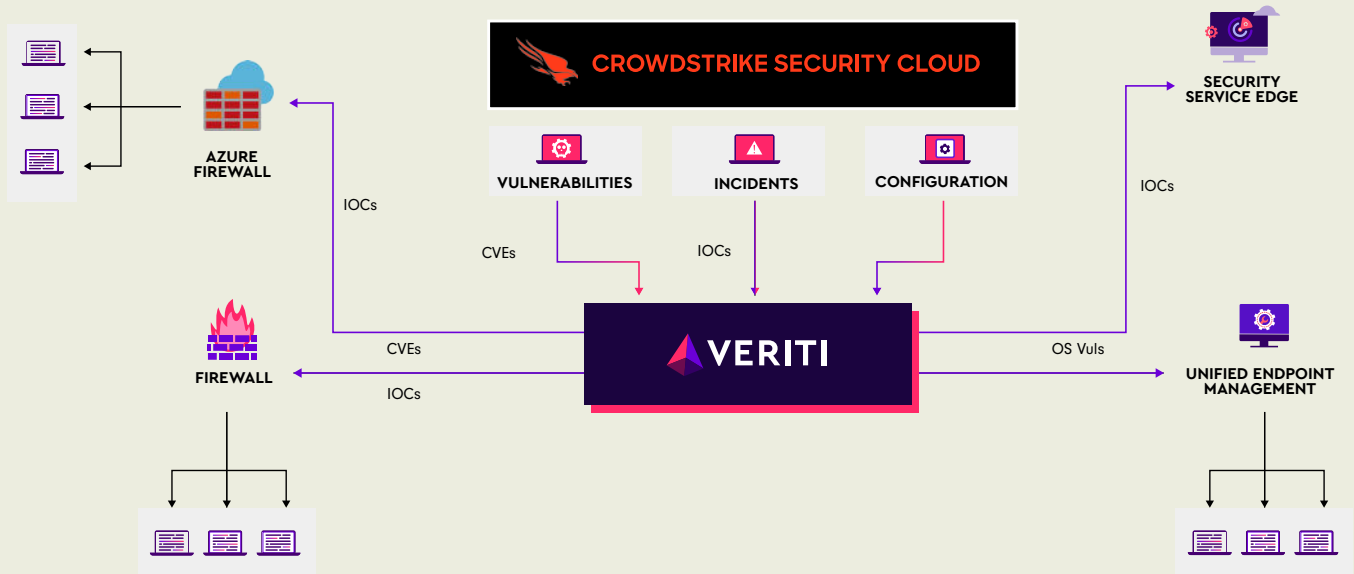 CROWDSTRIKE SECURITY CLOUD
SECURITY
SERVICE EDGE
AZURE
FIREWALL
VULNERABILITIES
INCIDENTS
CONFIGURATION
IOCs
IOCs
CVEs
IOCs
VERITI
CVEs
OS Vuls
FIREWALL
IOCs
UNIFIED ENDPOINT
MANAGEMENT